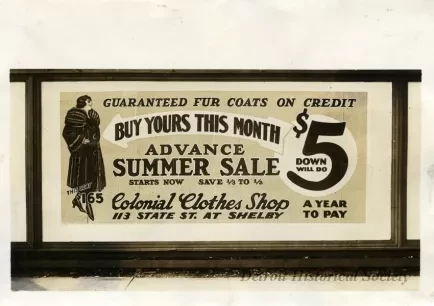 GUARANTEED FUR COATS ON CREDIT
BUY YOURS THIS MONTH
ADVANCE
SUMMER SALE
STARTS NOW SAVE 1/3 TO 1/2
$5
DOWN
WILL DO
THIS COAT
$165
Colonial Clothes Shop
113 STATE ST. AT SHELBY
A YEAR
TO PAY
Detroit Historical Society